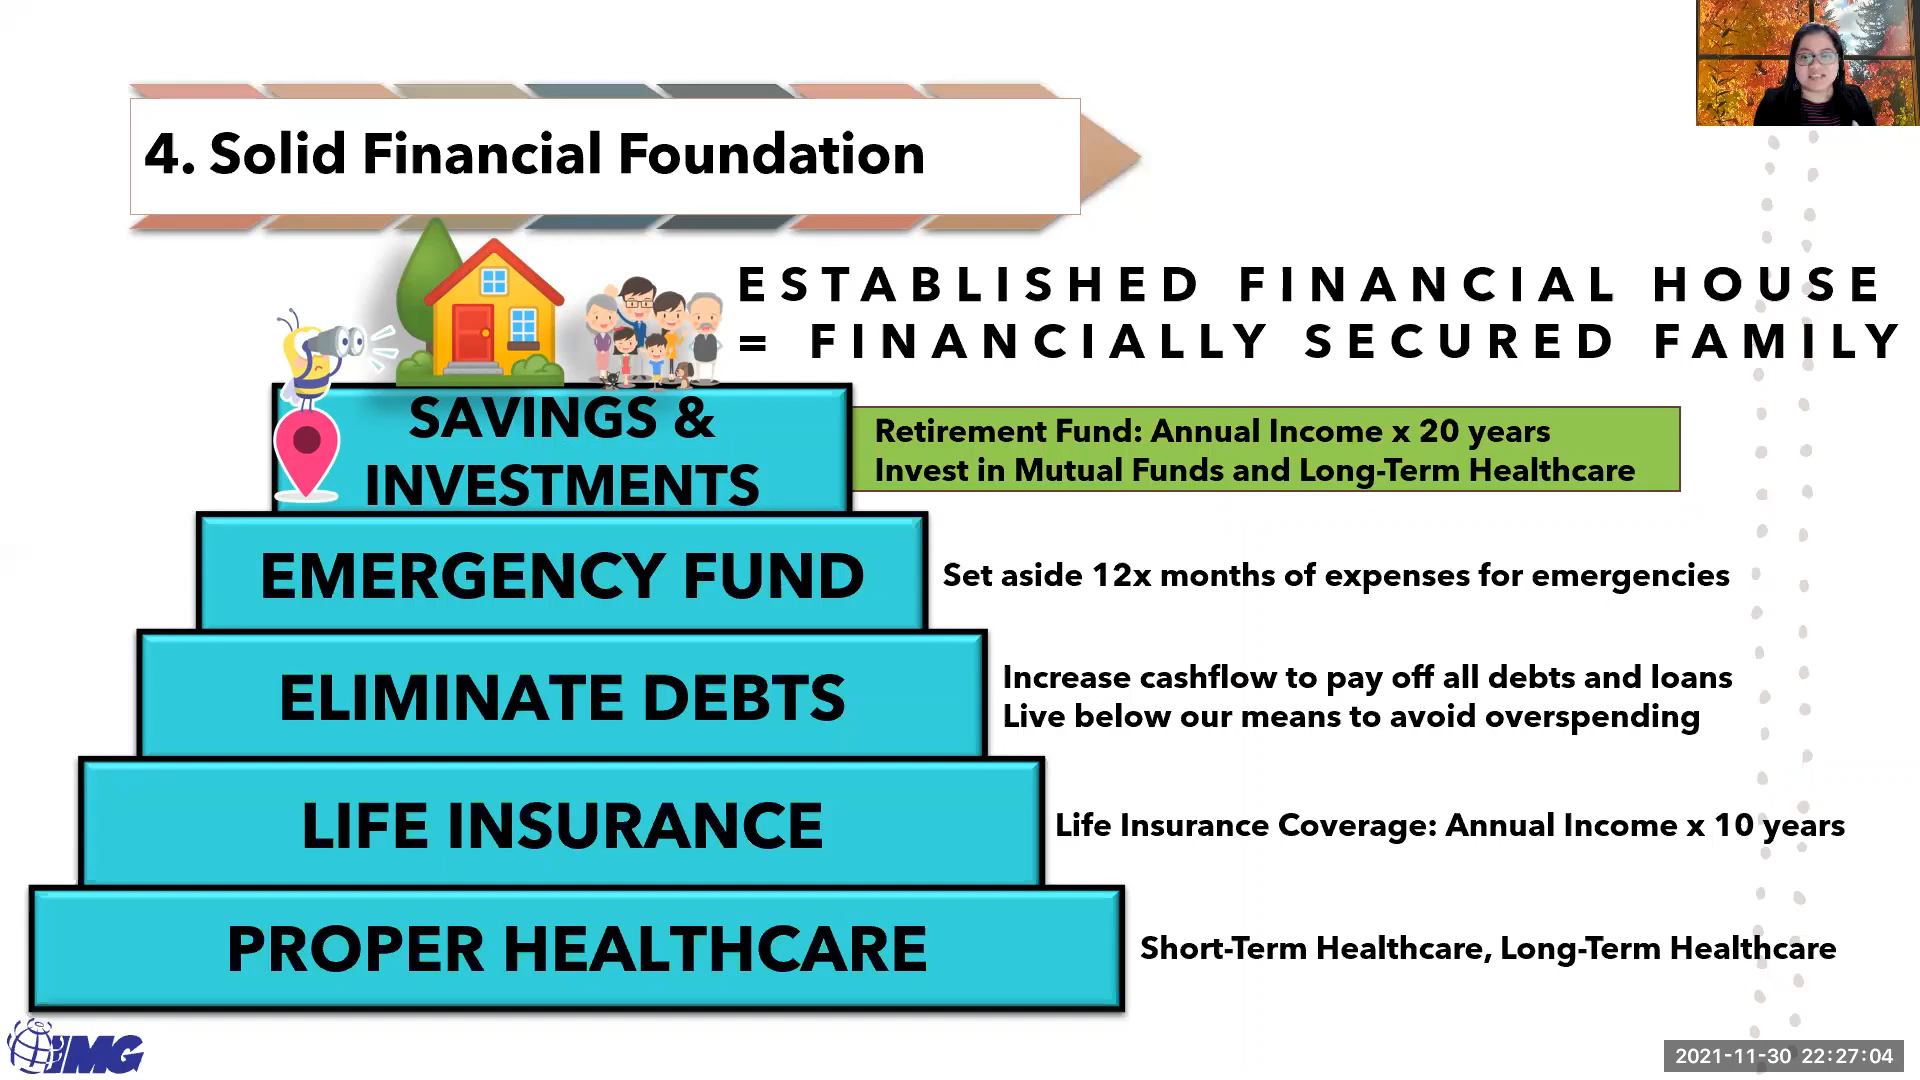 4. Solid Financial Foundation
ESTABLISHED FINANCIAL HOUSE
= FINANCIALLY SECURED FAMILY
SAVINGS &
INVESTMENTS
Retirement Fund: Annual Income x 20 years
Invest in Mutual Funds and Long-Term Healthcare
EMERGENCY FUND
Set aside 12x months of expenses for emergencies
ELIMINATE DEBTS
Increase cashflow to pay off all debts and loans
Live below our means to avoid overspending
LIFE INSURANCE
Life Insurance Coverage: Annual Income x 10 years
PROPER HEALTHCARE
Short-Term Healthcare, Long-Term Healthcare
IMG
2021-11-30 22:27:04